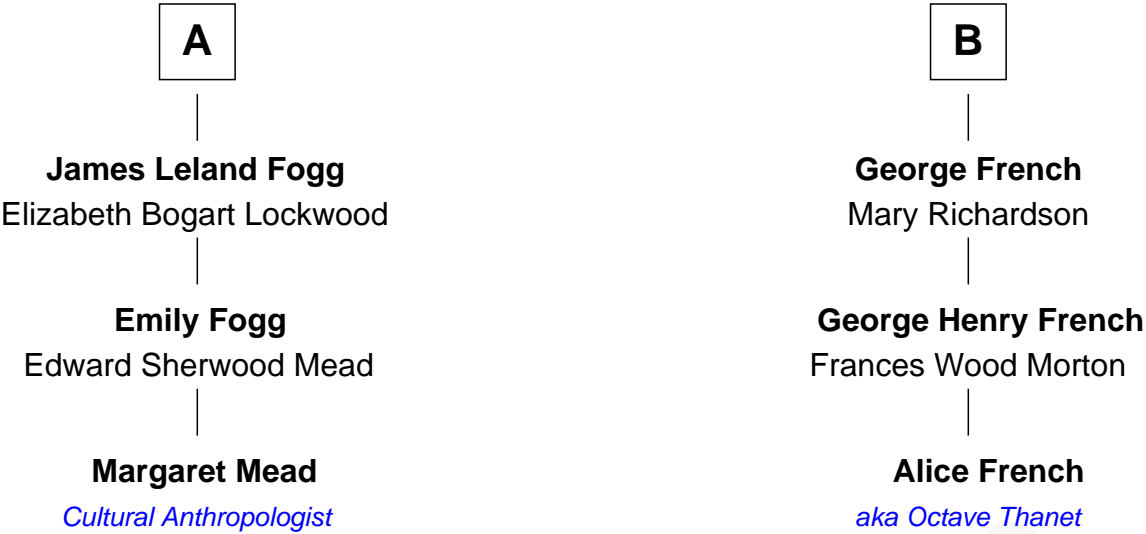 A
B
James Leland Fogg
George French
Elizabeth Bogart Lockwood
Mary Richardson
Emily Fogg
George Henry French
Edward Sherwood Mead
Frances Wood Morton
Margaret Mead
Alice French
Cultural Anthropologist
aka Octave Thanet